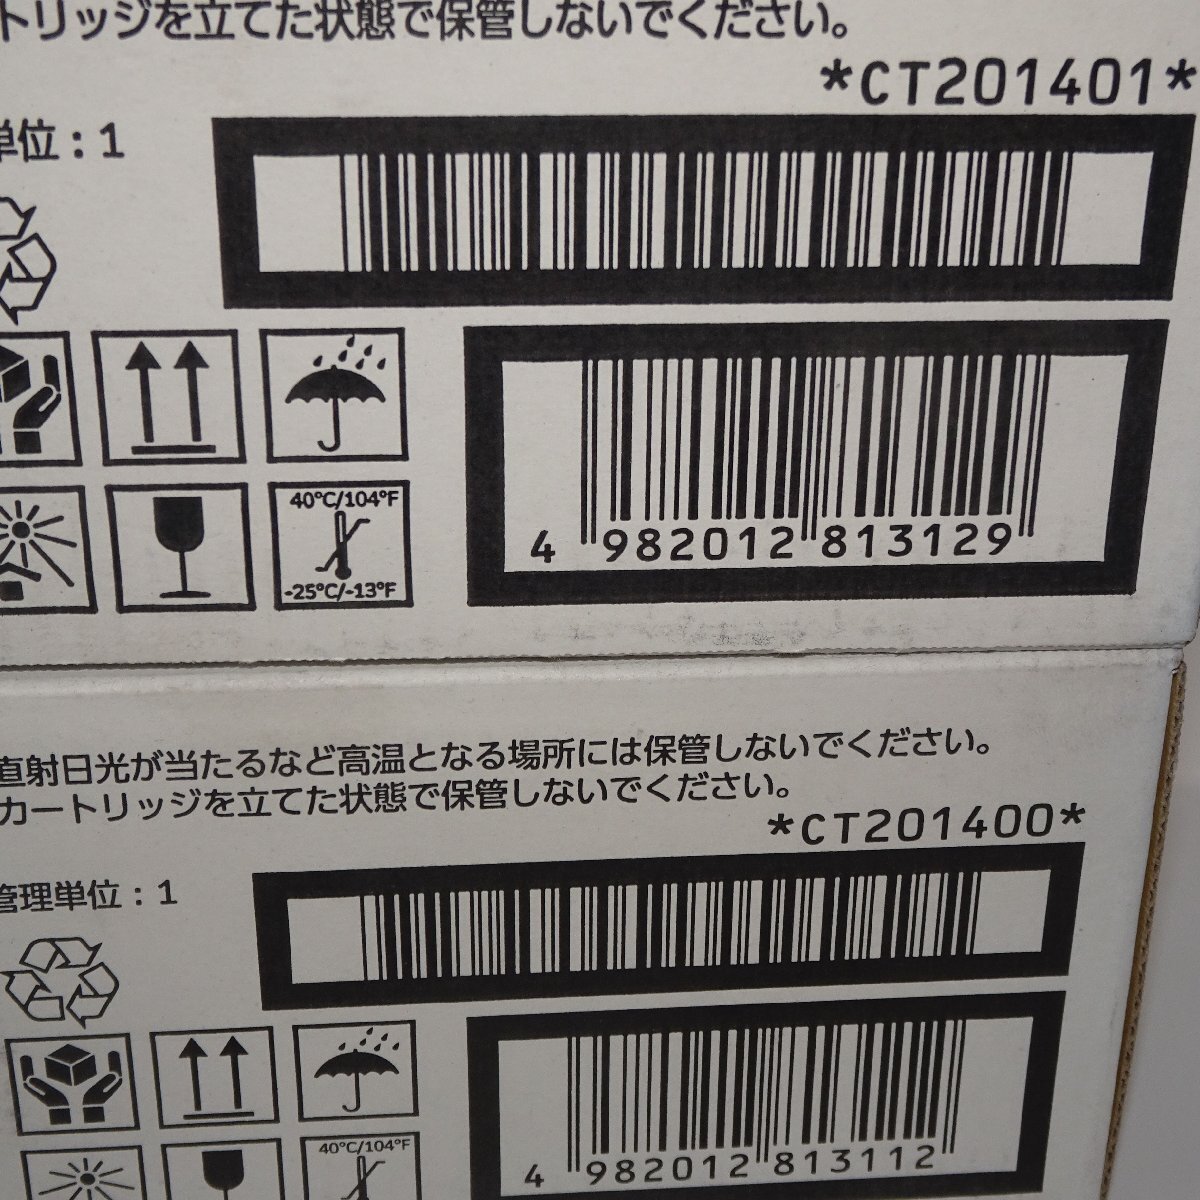 トリッジを立てた状態で保管しないでください。
*CT201401*
単位：1
40°C/104°F
-25°C/-13°F
4 982012 813129
直射日光が当たるなど高温となる場所には保管しないでください。
カートリッジを立てた状態で保管しないでください。
*CT201400*
管理単位：1
40°C/104°F
4 982012 813112